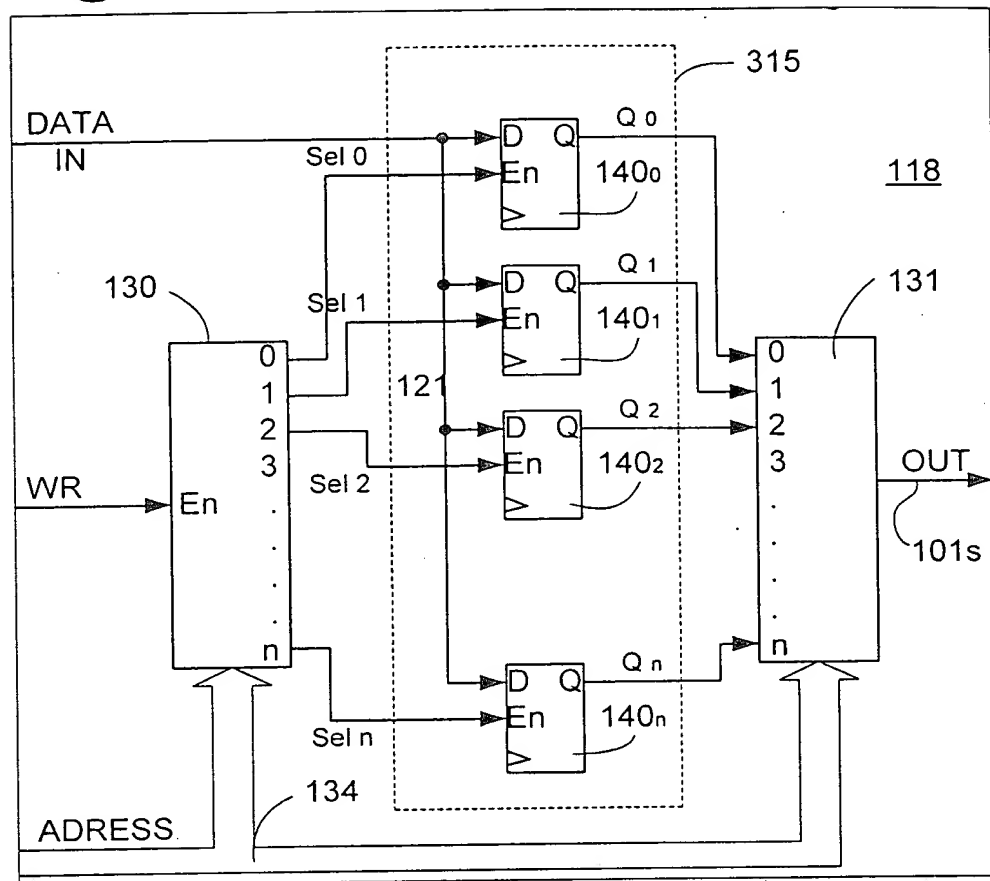 315
DATA
IN
Sel 0
D Q
En
140₀
Q 0
118
130
Sel 1
D Q
En
140₁
Q 1
131
0
1
2
3
.
.
.
.
n
En
WR
121
Sel 2
D Q
En
140₂
Q 2
0
1
2
3
.
.
.
.
n
OUT
101s
Sel n
D Q
En
140ₙ
Q n
134
ADRESS